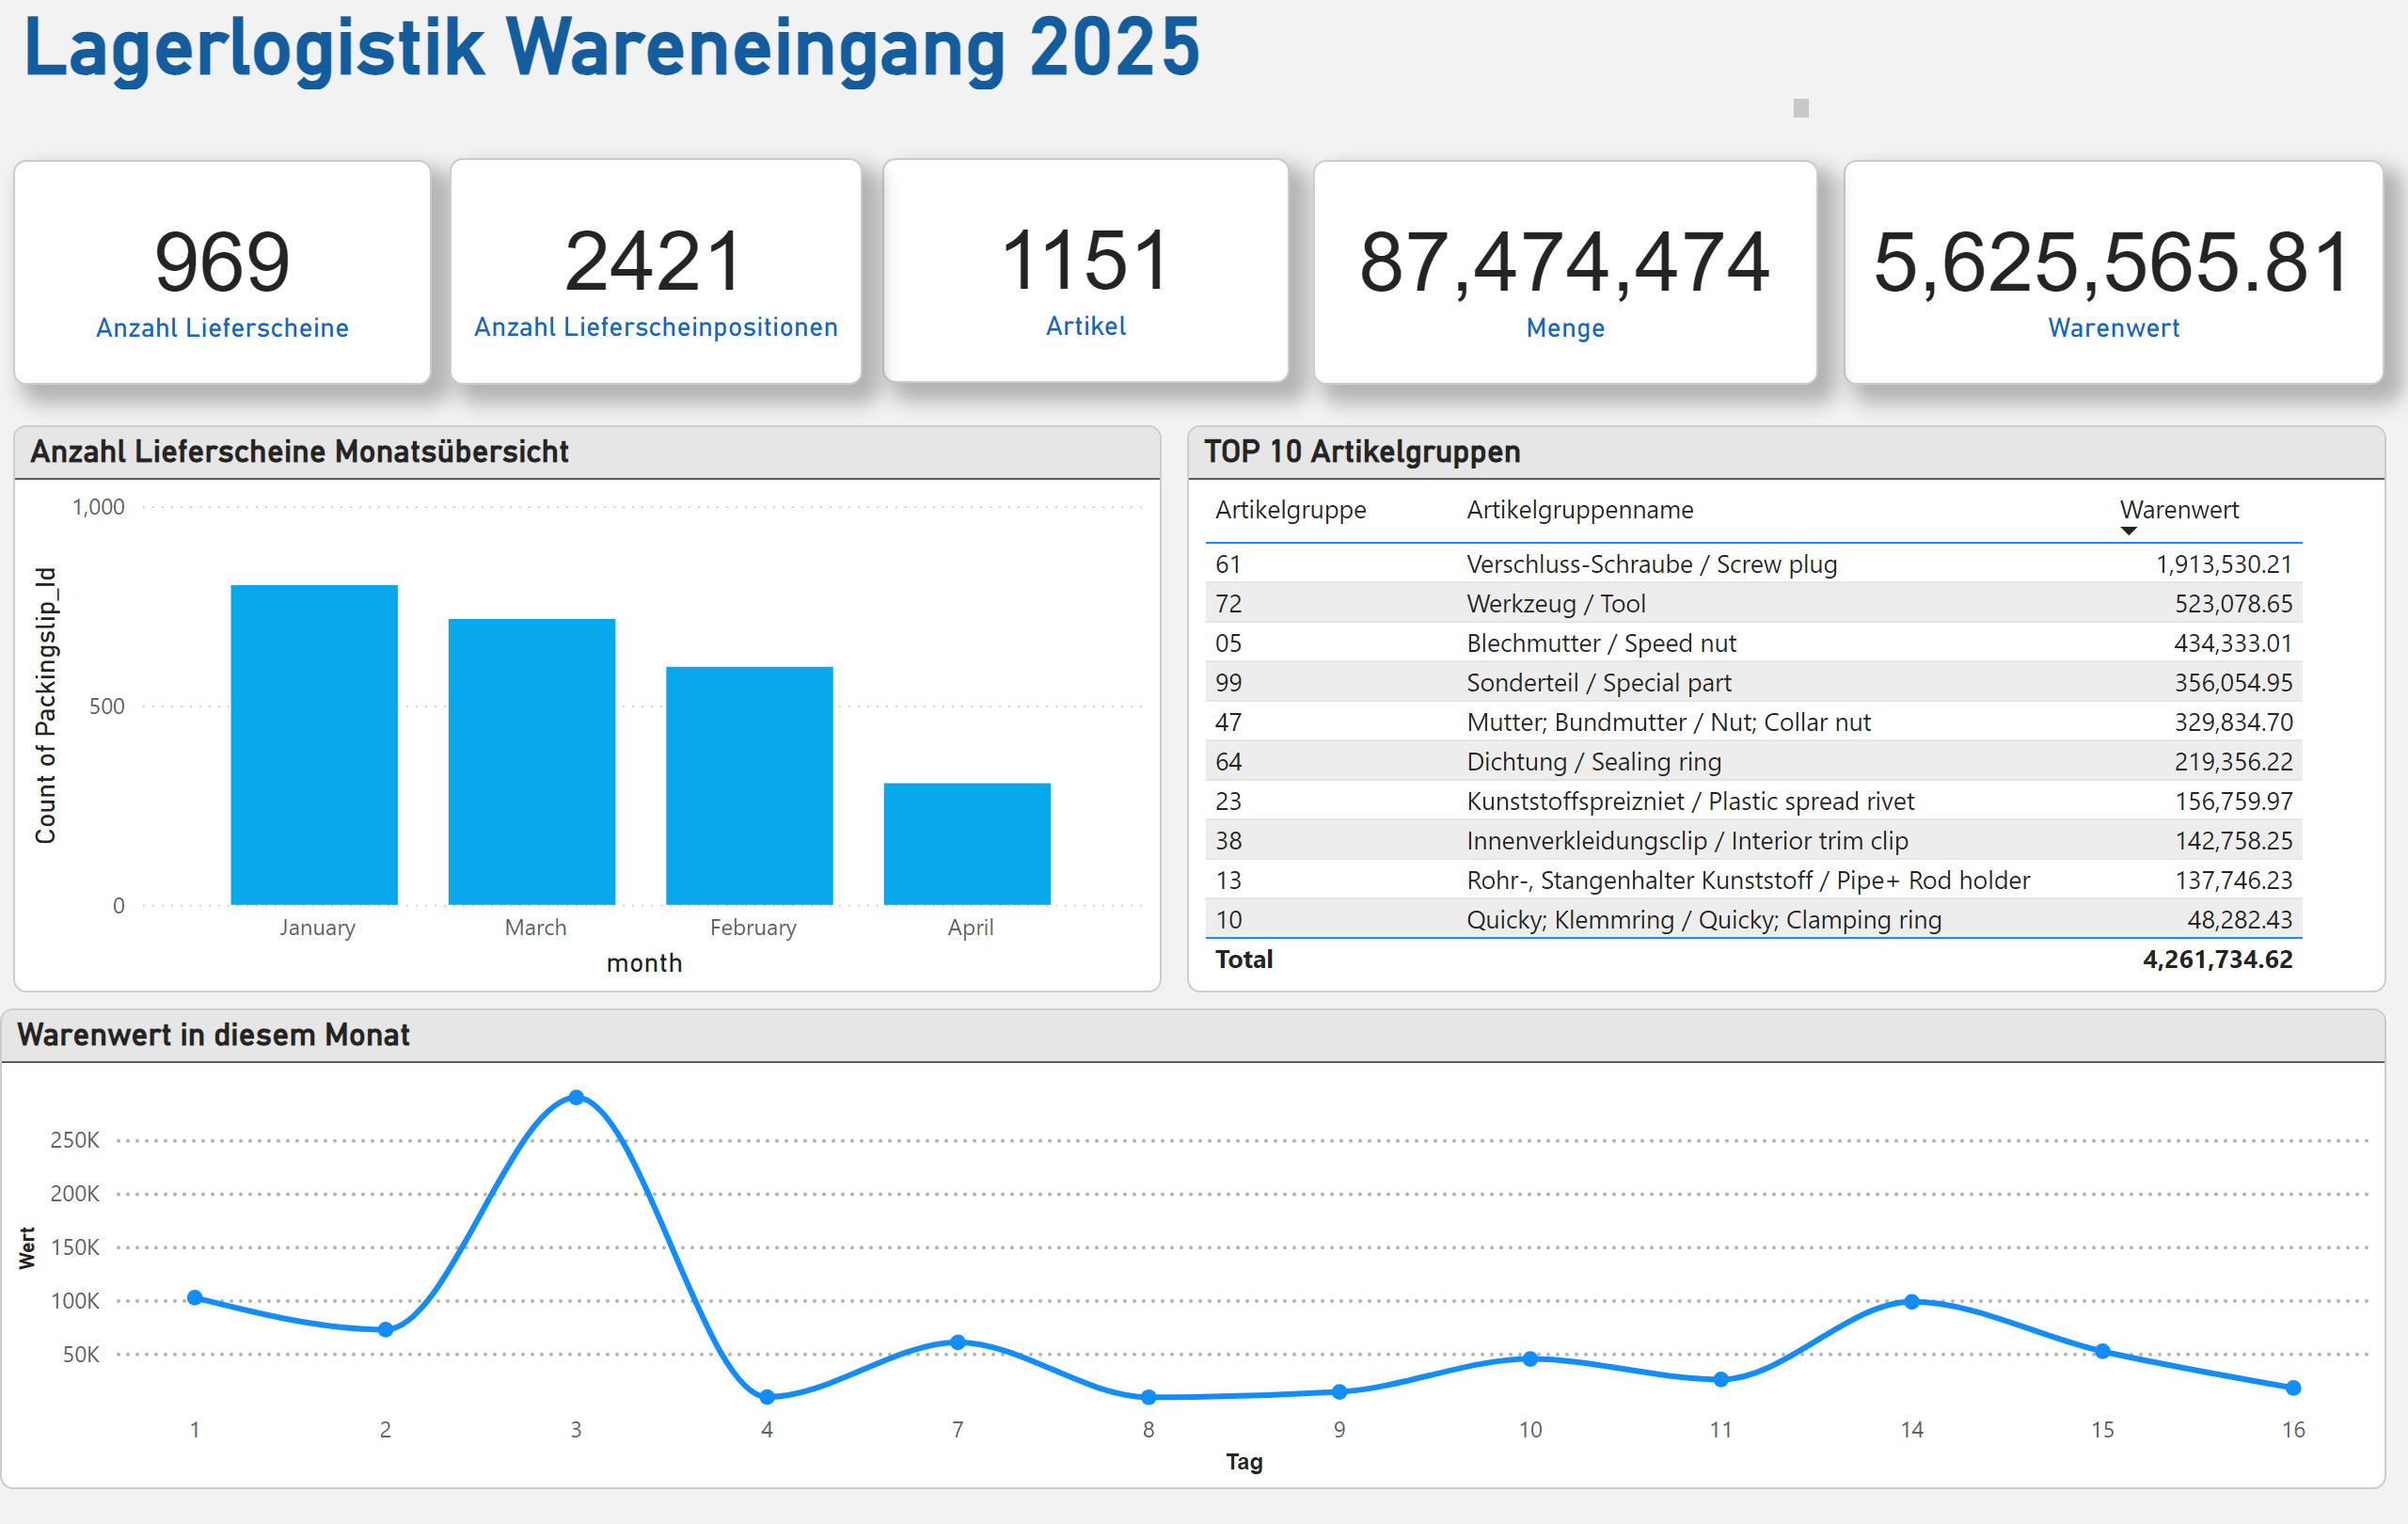 Lagerlogistik Wareneingang 2025
969
Anzahl Lieferscheine
2421
Anzahl Lieferscheinpositionen
1151
Artikel
87,474,474
Menge
5,625,565.81
Warenwert
Anzahl Lieferscheine Monatsübersicht
1,000
500
0
Count of Packingslip_Id
January March February April
month
TOP 10 Artikelgruppen
Artikelgruppe Artikelgruppenname Warenwert
61 Verschluss-Schraube / Screw plug 1,913,530.21
72 Werkzeug / Tool 523,078.65
05 Blechmutter / Speed nut 434,333.01
99 Sonderteil / Special part 356,054.95
47 Mutter; Bundmutter / Nut; Collar nut 329,834.70
64 Dichtung / Sealing ring 219,356.22
23 Kunststoffspreizniet / Plastic spread rivet 156,759.97
38 Innenverkleidungsclip / Interior trim clip 142,758.25
13 Rohr-, Stangenhalter Kunststoff / Pipe+ Rod holder 137,746.23
10 Quicky; Klemmring / Quicky; Clamping ring 48,282.43
Total 4,261,734.62
Warenwert in diesem Monat
250K
200K
150K
100K
50K
Wert
1 2 3 4 7 8 9 10 11 14 15 16
Tag